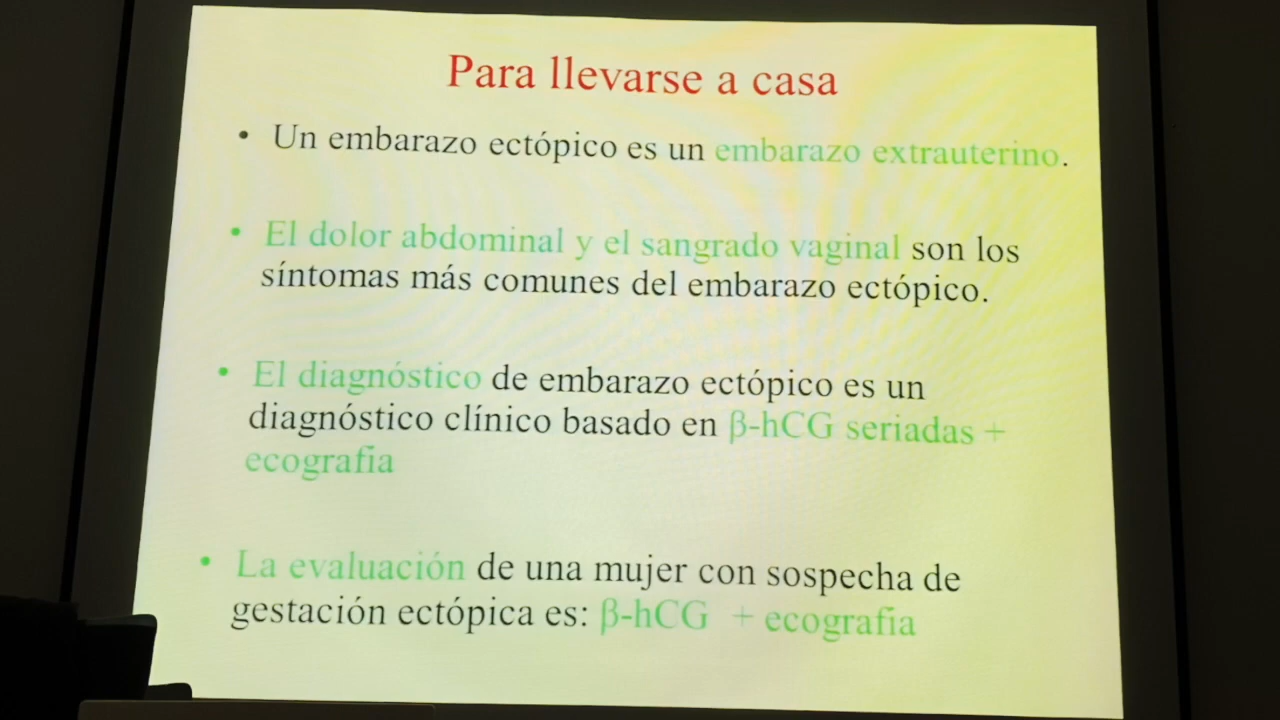 Para llevarse a casa
• Un embarazo ectópico es un embarazo extrauterino.
• El dolor abdominal y el sangrado vaginal son los
síntomas más comunes del embarazo ectópico.
• El diagnóstico de embarazo ectópico es un
diagnóstico clínico basado en β-hCG seriadas +
ecografia
• La evaluación de una mujer con sospecha de
gestación ectópica es: β-hCG + ecografia